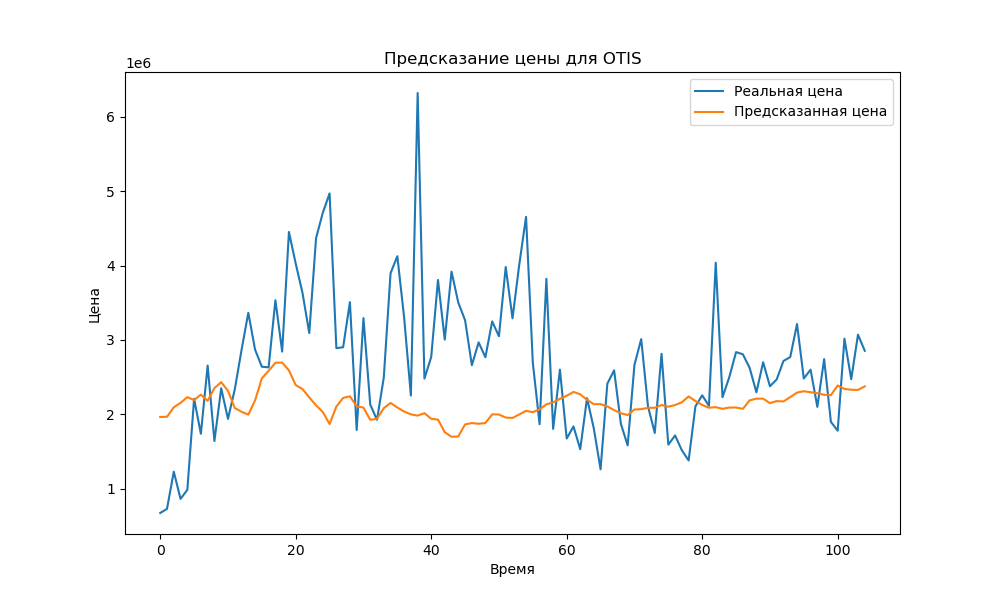 Предсказание цены для OTIS
1e6
Реальная цена
Предсказанная цена
6
5
4
3
2
1
Цена
0 20 40 60 80 100
Время